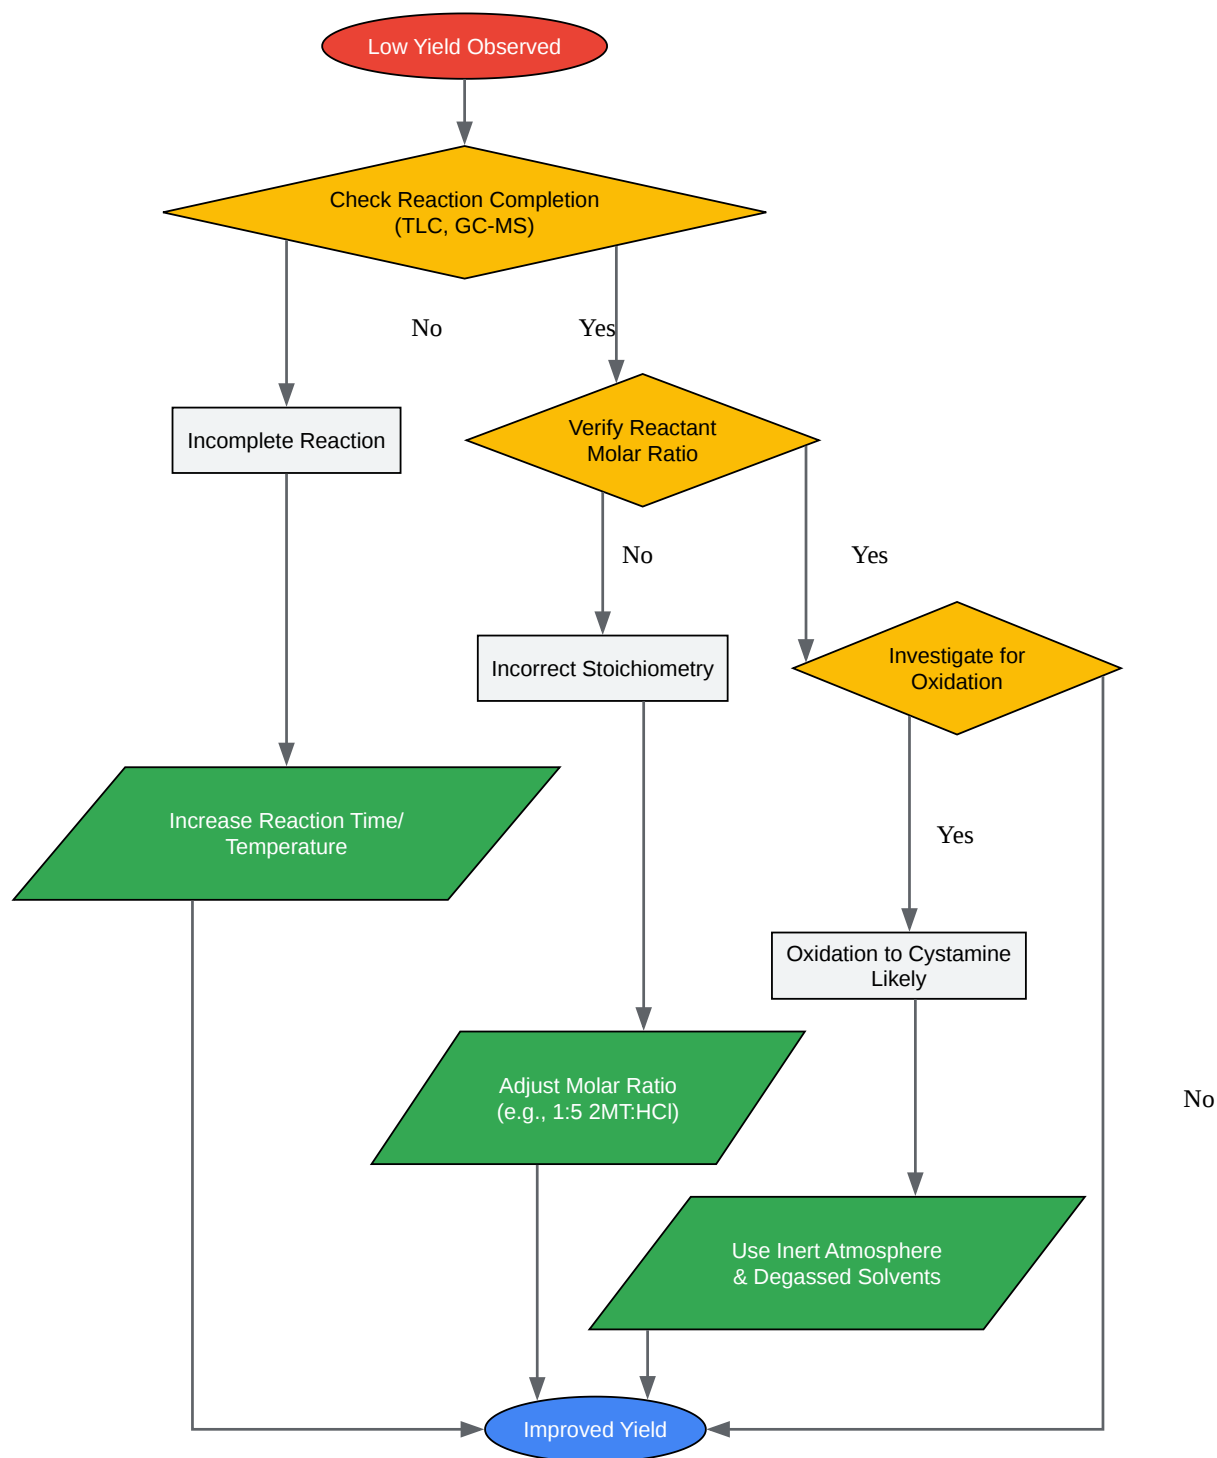 Low Yield Observed
Check Reaction Completion
(TLC, GC-MS)
No
Yes
Incomplete Reaction
Verify Reactant
Molar Ratio
No
Yes
Incorrect Stoichiometry
Investigate for
Oxidation
Increase Reaction Time/
Temperature
Yes
Oxidation to Cystamine
Likely
Adjust Molar Ratio
(e.g., 1:5 2MT:HCl)
No
Use Inert Atmosphere
& Degassed Solvents
Improved Yield